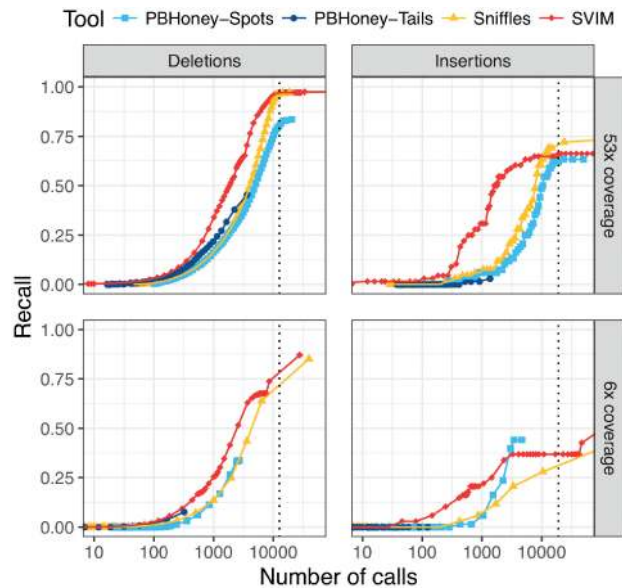 Tool PBHoney-Spots PBHoney-Tails Sniffles SVIM
Deletions Insertions
1.00
0.75
0.50
0.25
0.00
53x coverage
Recall
1.00
0.75
0.50
0.25
0.00
6x coverage
10 100 1000 10000 10 100 1000 10000
Number of calls